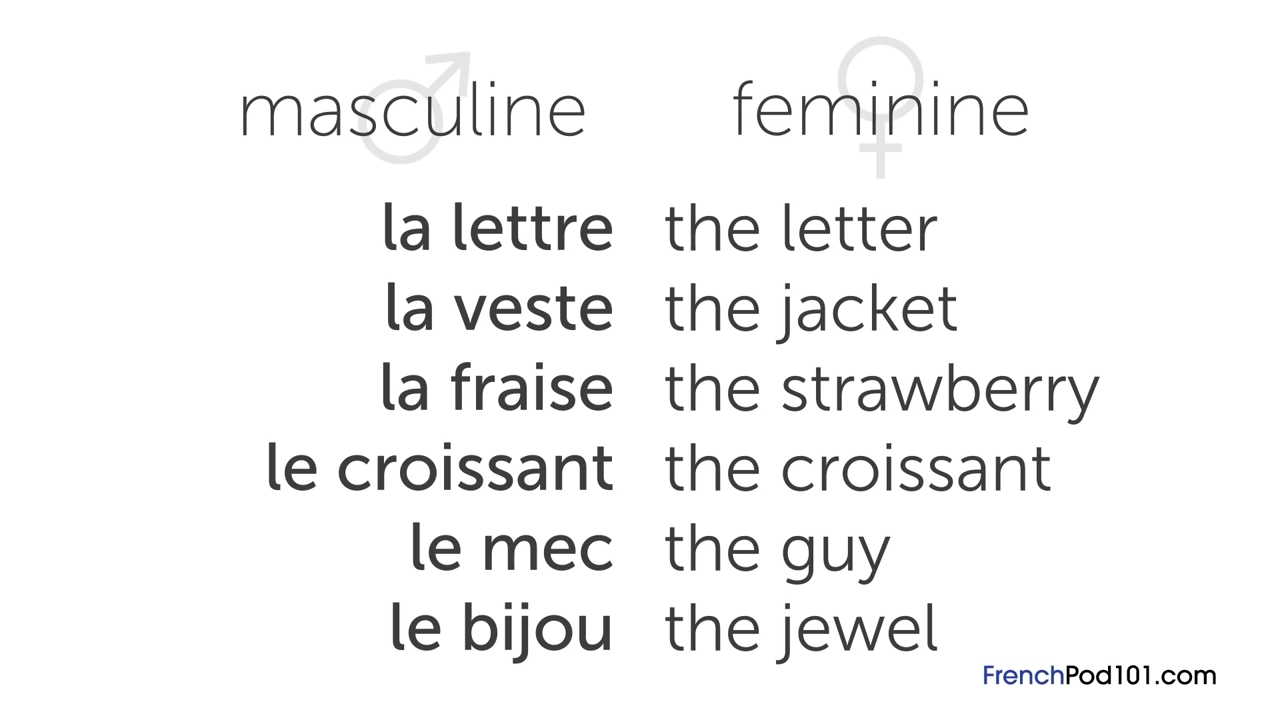 masculine feminine
la lettre the letter
la veste the jacket
la fraise the strawberry
le croissant the croissant
le mec the guy
le bijou the jewel
FrenchPod101.com